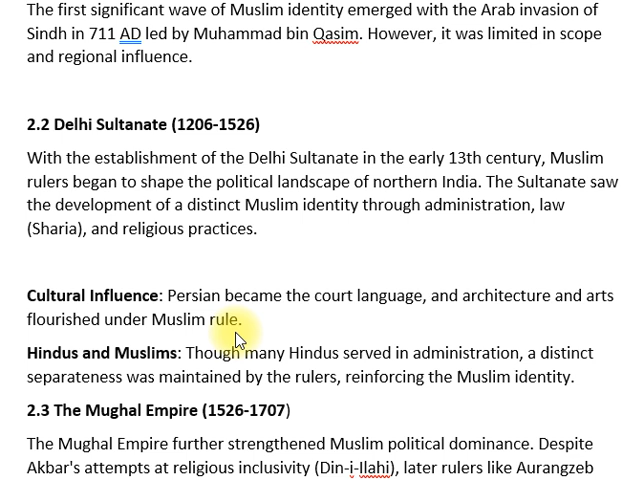 The first significant wave of Muslim identity emerged with the Arab invasion of
Sindh in 711 AD led by Muhammad bin Qasim. However, it was limited in scope
and regional influence.
2.2 Delhi Sultanate (1206-1526)
With the establishment of the Delhi Sultanate in the early 13th century, Muslim
rulers began to shape the political landscape of northern India. The Sultanate saw
the development of a distinct Muslim identity through administration, law
(Sharia), and religious practices.
Cultural Influence: Persian became the court language, and architecture and arts
flourished under Muslim rule.
Hindus and Muslims: Though many Hindus served in administration, a distinct
separateness was maintained by the rulers, reinforcing the Muslim identity.
2.3 The Mughal Empire (1526-1707)
The Mughal Empire further strengthened Muslim political dominance. Despite
Akbar's attempts at religious inclusivity (Din-i-Ilahi), later rulers like Aurangzeb